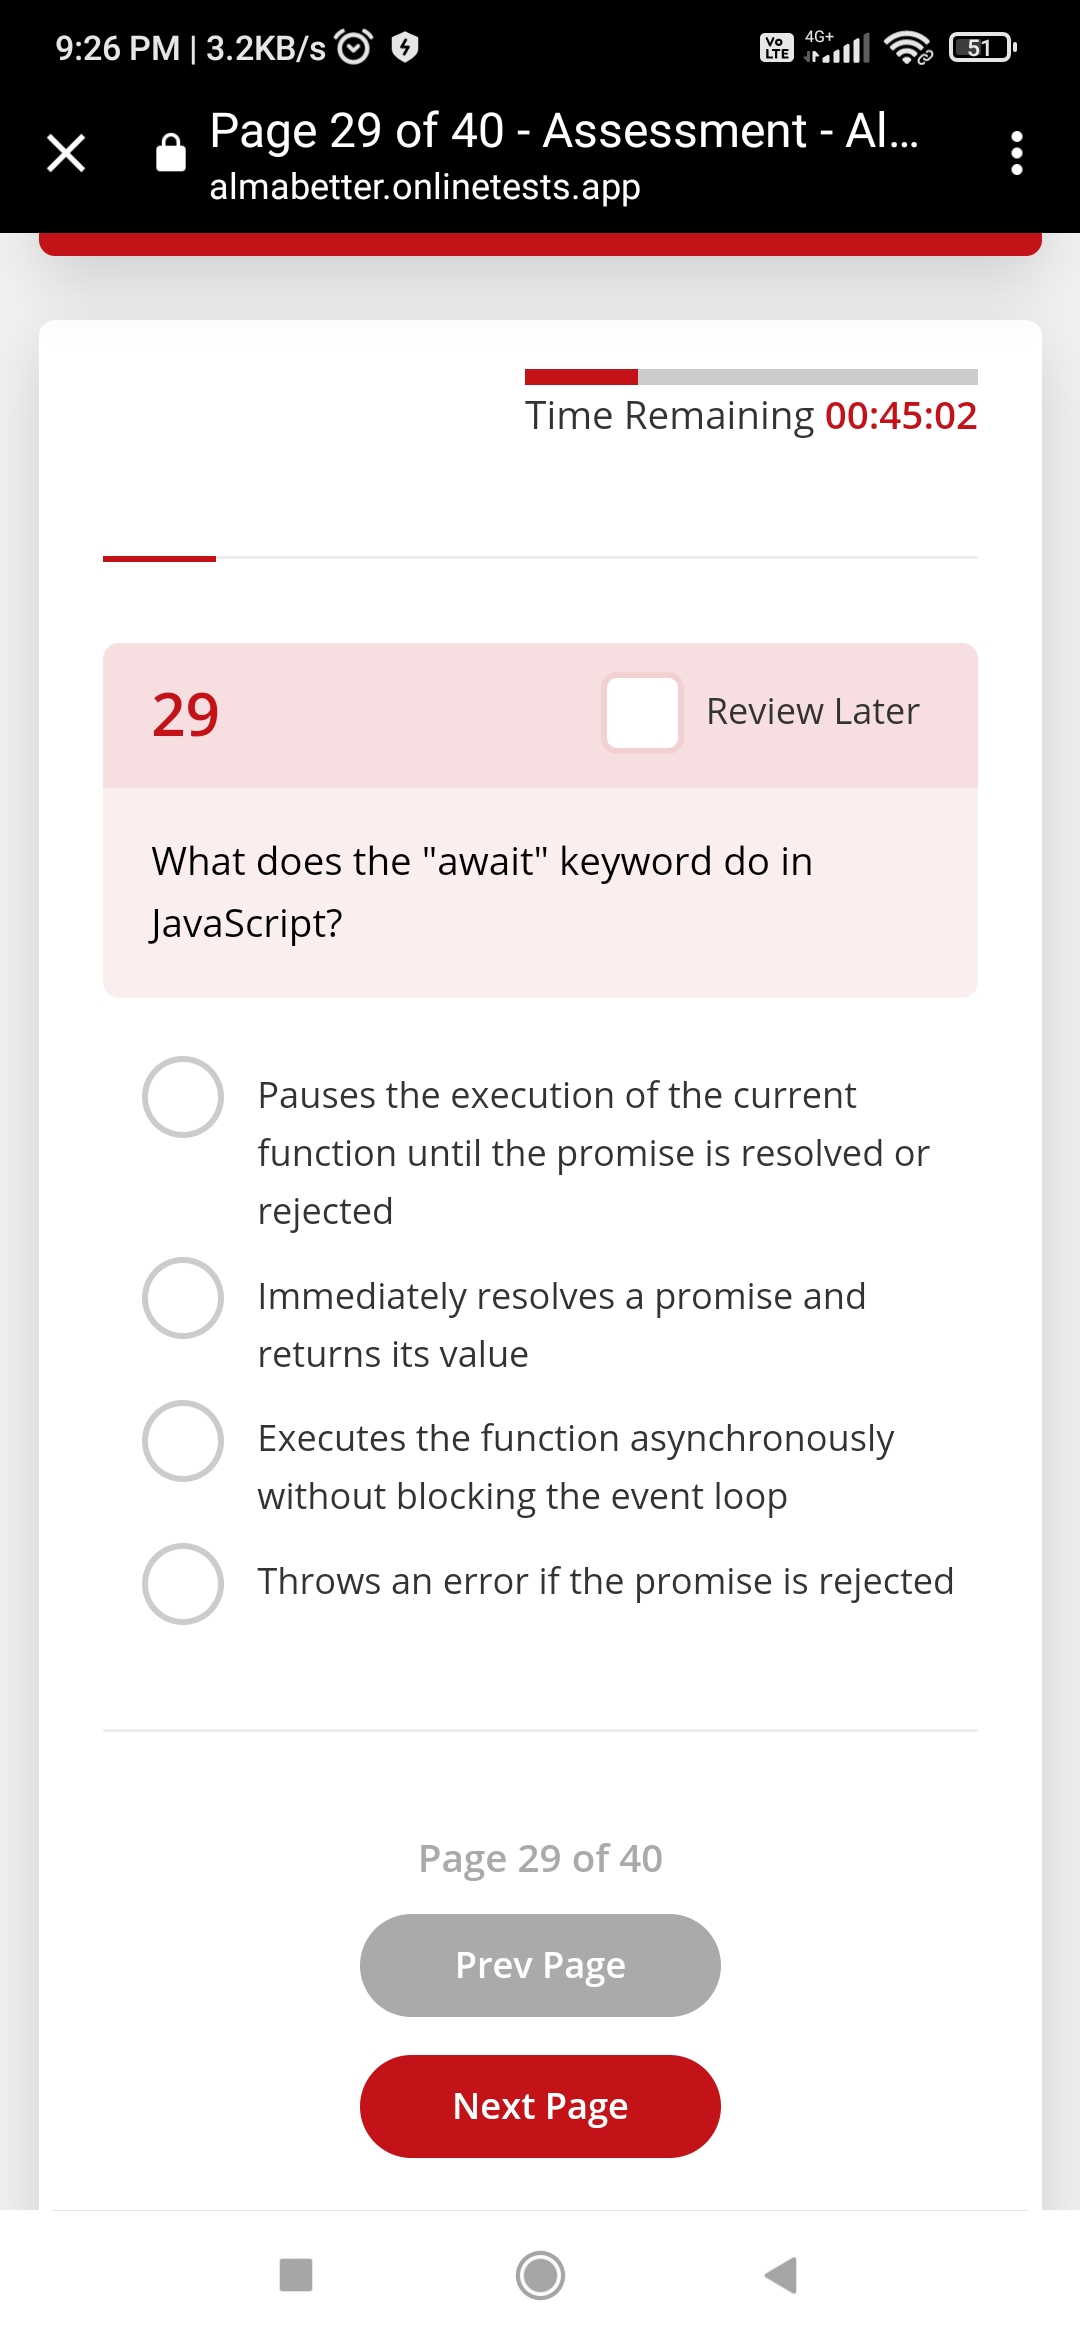 9:26 PM | 3.2KB/s
Vo LTE 4G+ 51
Page 29 of 40 - Assessment - Al...
almabetter.onlinetests.app
Time Remaining 00:45:02
29 Review Later
What does the "await" keyword do in
JavaScript?
Pauses the execution of the current
function until the promise is resolved or
rejected
Immediately resolves a promise and
returns its value
Executes the function asynchronously
without blocking the event loop
Throws an error if the promise is rejected
Page 29 of 40
Prev Page
Next Page